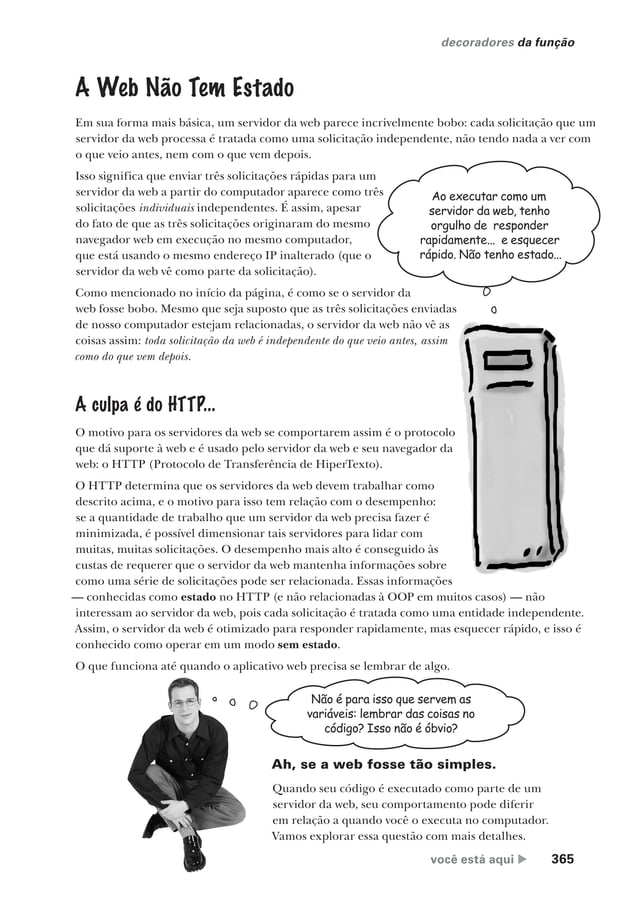 decoradores da função
A Web Não Tem Estado
Em sua forma mais básica, um servidor da web parece incrivelmente bobo: cada solicitação que um
servidor da web processa é tratada como uma solicitação independente, não tendo nada a ver com
o que veio antes, nem com o que vem depois.
Isso significa que enviar três solicitações rápidas para um
servidor da web a partir do computador aparece como três
solicitações individuais independentes. É assim, apesar
do fato de que as três solicitações originaram do mesmo
navegador web em execução no mesmo computador,
que está usando o mesmo endereço IP inalterado (que o
servidor da web vê como parte da solicitação).
Ao executar como um
servidor da web, tenho
orgulho de responder
rapidamente... e esquecer
rápido. Não tenho estado...
Como mencionado no início da página, é como se o servidor da
web fosse bobo. Mesmo que seja suposto que as três solicitações enviadas
de nosso computador estejam relacionadas, o servidor da web não vê as
coisas assim: toda solicitação da web é independente do que veio antes, assim
como do que vem depois.
A culpa é do HTTP...
O motivo para os servidores da web se comportarem assim é o protocolo
que dá suporte à web e é usado pelo servidor da web e seu navegador da
web: o HTTP (Protocolo de Transferência de HiperTexto).
O HTTP determina que os servidores da web devem trabalhar como
descrito acima, e o motivo para isso tem relação com o desempenho:
se a quantidade de trabalho que um servidor da web precisa fazer é
minimizada, é possível dimensionar tais servidores para lidar com
muitas, muitas solicitações. O desempenho mais alto é conseguido às
custas de requerer que o servidor da web mantenha informações sobre
como uma série de solicitações pode ser relacionada. Essas informações
— conhecidas como estado no HTTP (e não relacionadas à OOP em muitos casos) — não
interessam ao servidor da web, pois cada solicitação é tratada como uma entidade independente.
Assim, o servidor da web é otimizado para responder rapidamente, mas esquecer rápido, e isso é
conhecido como operar em um modo sem estado.
O que funciona até quando o aplicativo web precisa se lembrar de algo.
Não é para isso que servem as
variáveis: lembrar das coisas no
código? Isso não é óbvio?
Ah, se a web fosse tão simples.
Quando seu código é executado como parte de um
servidor da web, seu comportamento pode diferir
em relação a quando você o executa no computador.
Vamos explorar essa questão com mais detalhes.
você está aqui ▶ 365